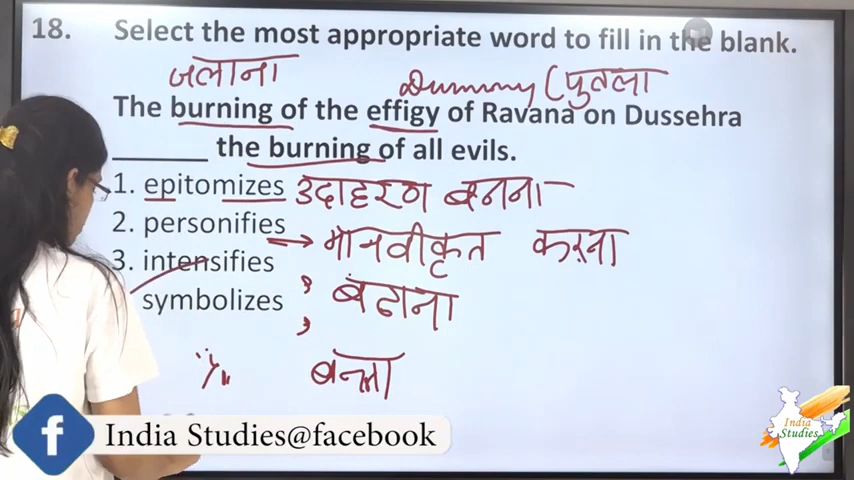 18. Select the most appropriate word to fill in the blank.
जलाना Dummy (पुतला
The burning of the effigy of Ravana on Dussehra
______ the burning of all evils.
1. epitomizes उदाहरण बनना
2. personifies → मानवीकृत करना
3. intensifies
symbolizes बढाना
India Studies@facebook
India
Studies